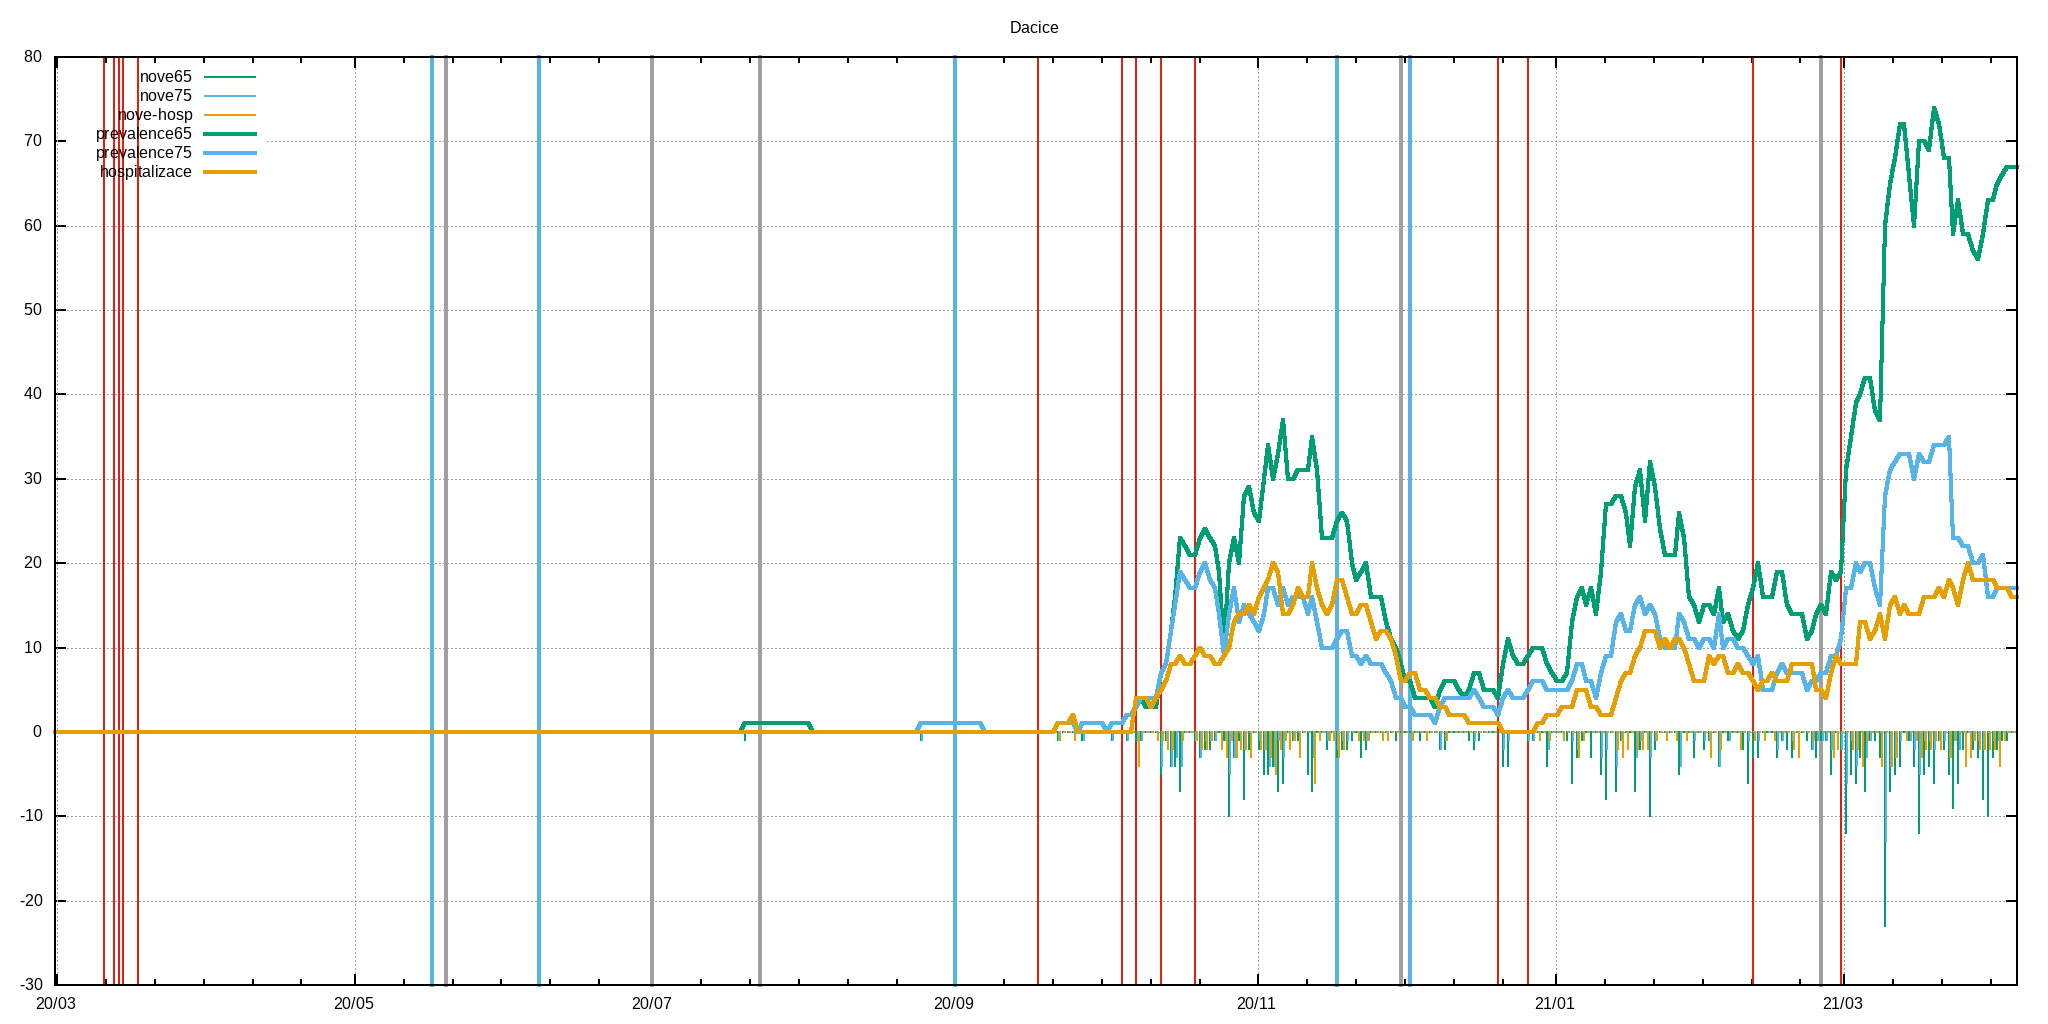 Dacice
80
nove65
nove75
nove-hosp
prevalence65
prevalence75
hospitalizace
70
60
50
40
30
20
10
0
-10
-20
-30
20/03 20/05 20/07 20/09 20/11 21/01 21/03